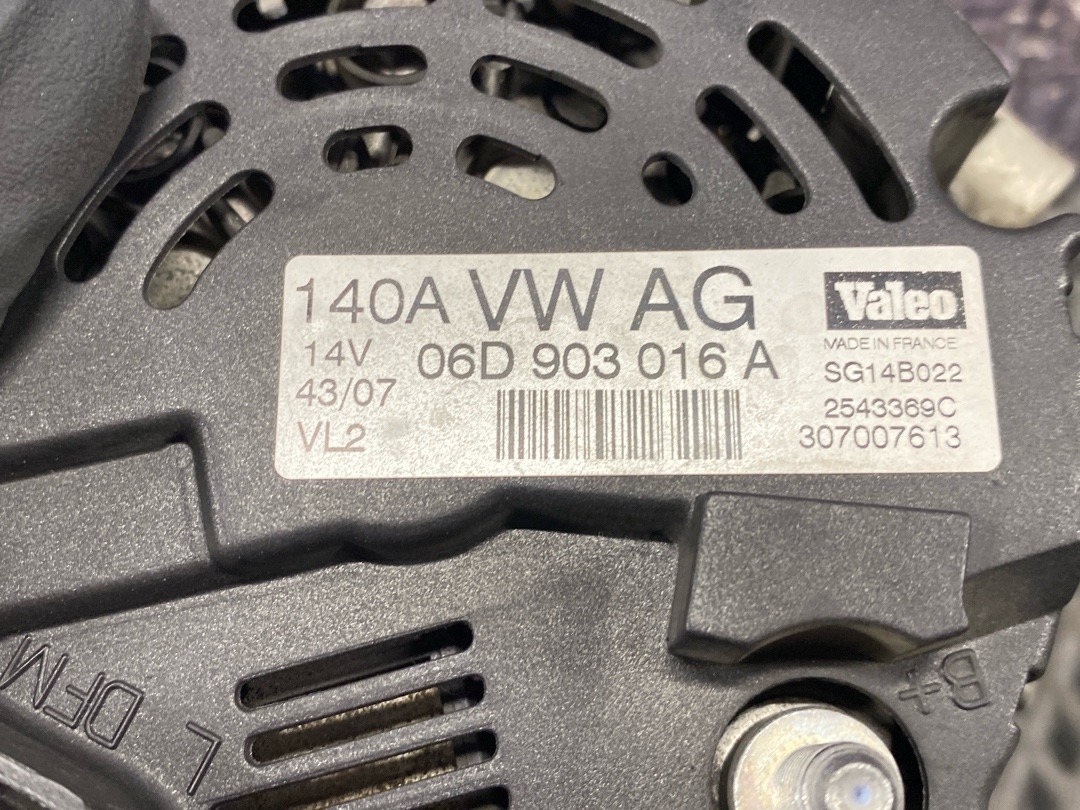 140A VW AG
14V 06D 903 016 A
43/07
VL2
Valeo
MADE IN FRANCE
SG14B022
2543369C
307007613
L DFM
B+